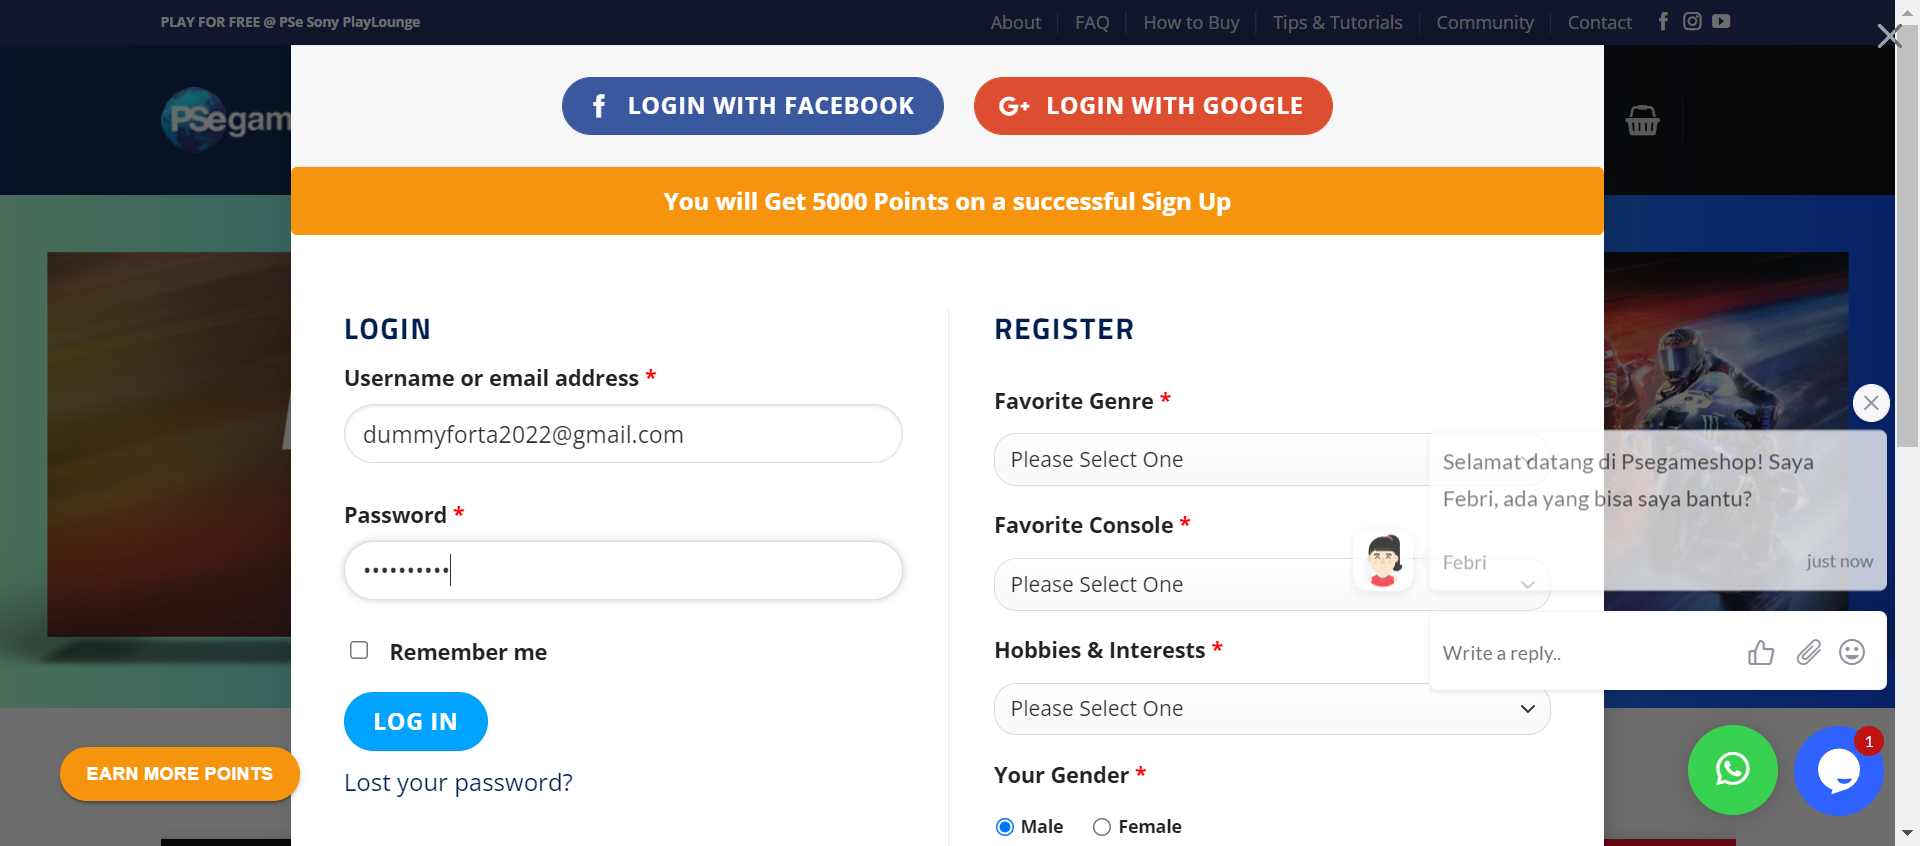 PLAY FOR FREE @ PSe Sony PlayLounge
About FAQ How to Buy Tips & Tutorials Community Contact
PSegam
LOGIN WITH FACEBOOK
LOGIN WITH GOOGLE
You will Get 5000 Points on a successful Sign Up
LOGIN
Username or email address *
dummyforta2022@gmail.com
Password *
••••••••••
Remember me
LOG IN
Lost your password?
EARN MORE POINTS
REGISTER
Favorite Genre *
Please Select One
Favorite Console *
Please Select One
Hobbies & Interests *
Please Select One
Your Gender *
Male Female
Selamat datang di Psegameshop! Saya
Febri, ada yang bisa saya bantu?
Febri just now
Write a reply..
1